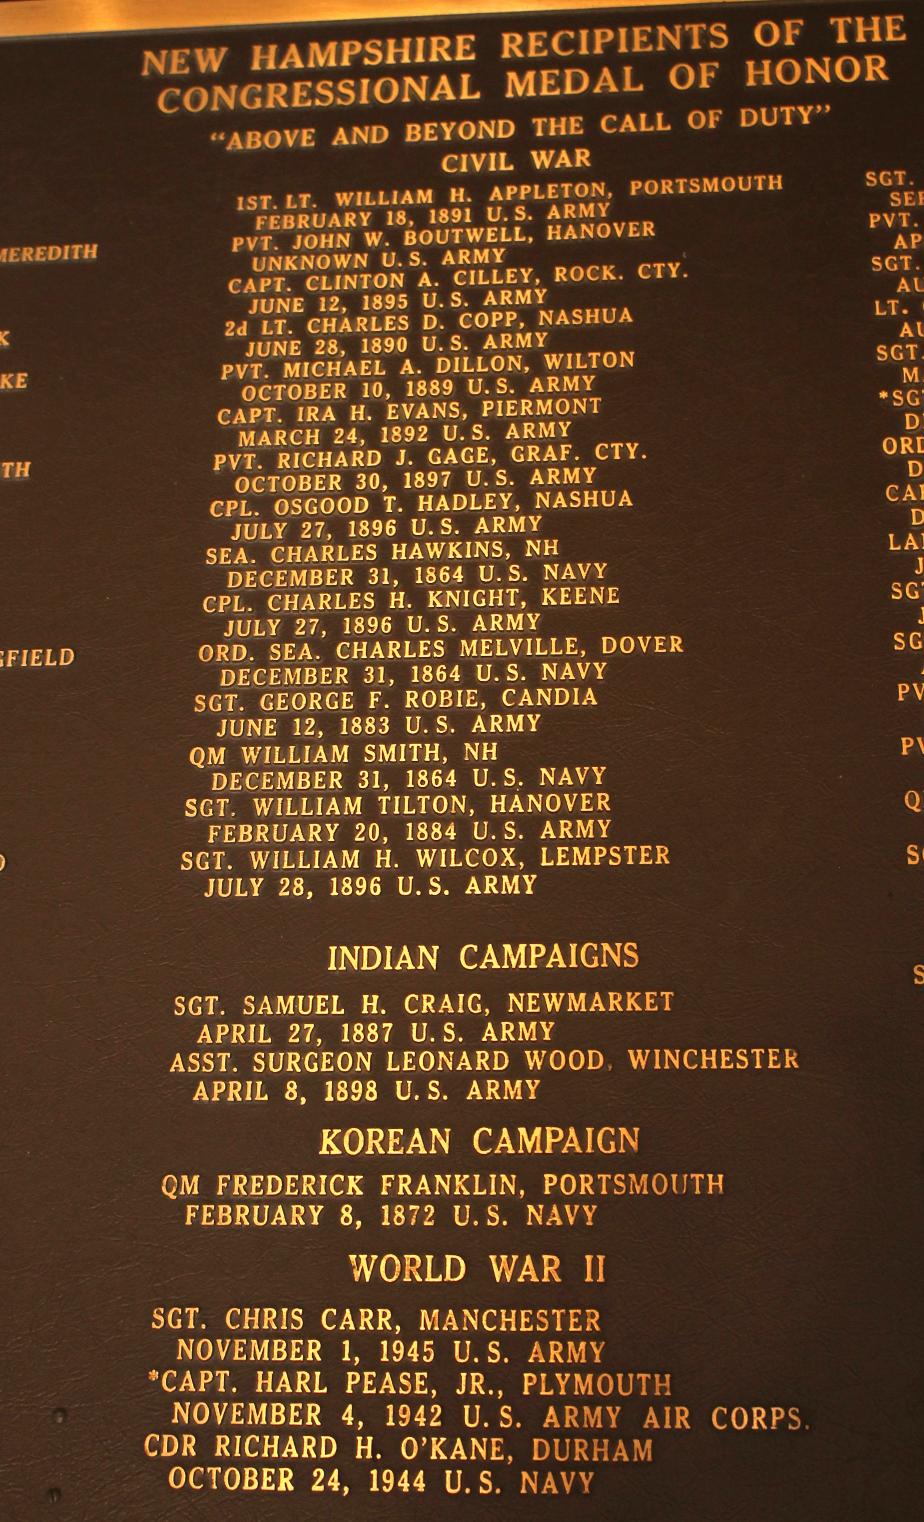 NEW HAMPSHIRE RECIPIENTS OF THE
CONGRESSIONAL MEDAL OF HONOR
"ABOVE AND BEYOND THE CALL OF DUTY"
CIVIL WAR
1ST. LT. WILLIAM H. APPLETON, PORTSMOUTH
FEBRUARY 18, 1891 U.S. ARMY
PVT. JOHN W. BOUTWELL, HANOVER
UNKNOWN U.S. ARMY
CAPT. CLINTON A. CILLEY, ROCK. CTY.
JUNE 12, 1895 U.S. ARMY
2d LT. CHARLES D. COPP, NASHUA
JUNE 28, 1890 U.S. ARMY
PVT. MICHAEL A. DILLON, WILTON
OCTOBER 10, 1889 U.S. ARMY
CAPT. IRA H. EVANS, PIERMONT
MARCH 24, 1892 U.S. ARMY
PVT. RICHARD J. GAGE, GRAF. CTY.
OCTOBER 30, 1897 U.S. ARMY
CPL. OSGOOD T. HADLEY, NASHUA
JULY 27, 1896 U.S. ARMY
SEA. CHARLES HAWKINS, NH
DECEMBER 31, 1864 U.S. NAVY
CPL. CHARLES H. KNIGHT, KEENE
JULY 27, 1896 U.S. ARMY
ORD. SEA. CHARLES MELVILLE, DOVER
DECEMBER 31, 1864 U.S. NAVY
SGT. GEORGE F. ROBIE, CANDIA
JUNE 12, 1883 U.S. ARMY
QM WILLIAM SMITH, NH
DECEMBER 31, 1864 U.S. NAVY
SGT. WILLIAM TILTON, HANOVER
FEBRUARY 20, 1884 U.S. ARMY
SGT. WILLIAM H. WILCOX, LEMPSTER
JULY 28, 1896 U.S. ARMY
INDIAN CAMPAIGNS
SGT. SAMUEL H. CRAIG, NEWMARKET
APRIL 27, 1887 U.S. ARMY
ASST. SURGEON LEONARD WOOD, WINCHESTER
APRIL 8, 1898 U.S. ARMY
KOREAN CAMPAIGN
QM FREDERICK FRANKLIN, PORTSMOUTH
FEBRUARY 8, 1872 U.S. NAVY
WORLD WAR II
SGT. CHRIS CARR, MANCHESTER
NOVEMBER 1, 1945 U.S. ARMY
*CAPT. HARL PEASE, JR., PLYMOUTH
NOVEMBER 4, 1942 U.S. ARMY AIR CORPS.
CDR RICHARD H. O'KANE, DURHAM
OCTOBER 24, 1944 U.S. NAVY
MEREDITH
SGT.
PVT.
SGT.
LT.
SGT.